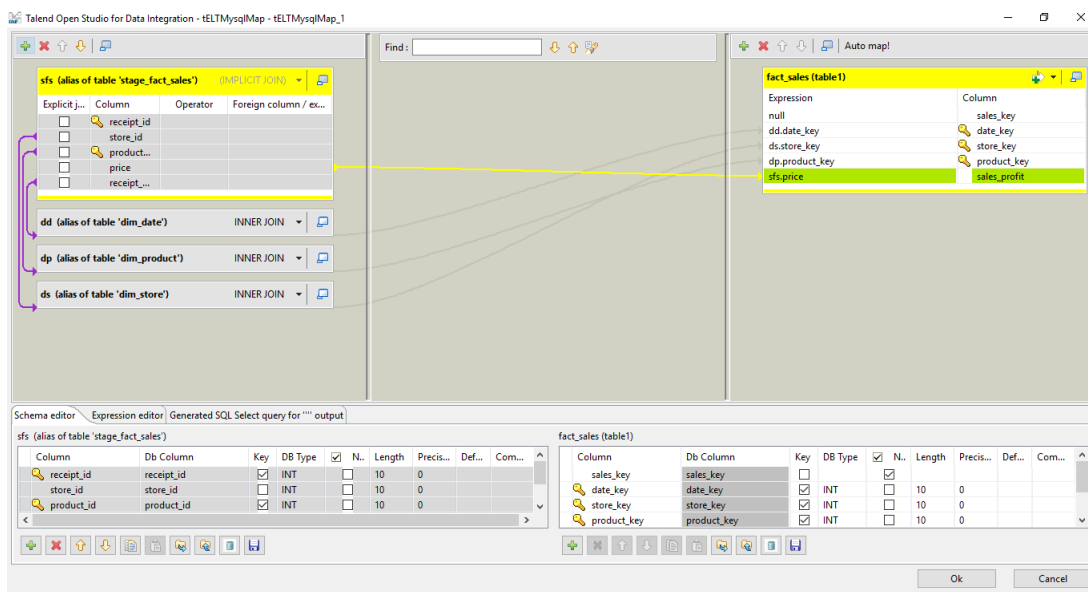 Talend Open Studio for Data Integration - tELTMysqlMap - tELTMysqlMap_1
Find :
Auto map!
sfs (alias of table 'stage_fact_sales') (IMPLICIT JOIN)
Explicit j... Column Operator Foreign column / ex...
receipt_id
store_id
product...
price
receipt_...
dd (alias of table 'dim_date') INNER JOIN
dp (alias of table 'dim_product') INNER JOIN
ds (alias of table 'dim_store') INNER JOIN
fact_sales (table1)
Expression Column
null sales_key
dd.date_key date_key
ds.store_key store_key
dp.product_key product_key
sfs.price sales_profit
Schema editor Expression editor Generated SQL Select query for "" output
sfs (alias of table 'stage_fact_sales')
Column Db Column Key DB Type N.. Length Precis... Def... Com...
receipt_id receipt_id INT 10 0
store_id store_id INT 10 0
product_id product_id INT 10 0
fact_sales (table1)
Column Db Column Key DB Type N.. Length Precis... Def... Com...
sales_key sales_key
date_key date_key INT 10 0
store_key store_key INT 10 0
product_key product_key INT 10 0
Ok Cancel